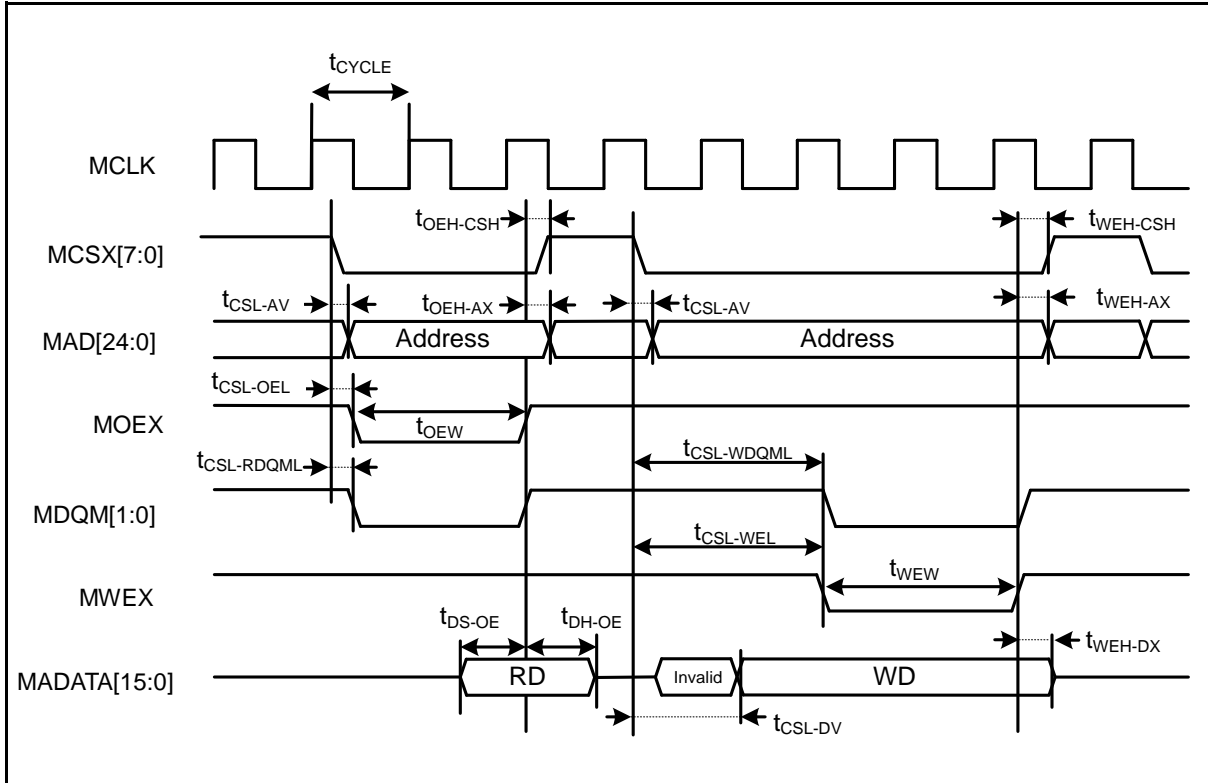 tCYCLE
MCLK
tOEH-CSH
tWEH-CSH
MCSX[7:0]
tCSL-AV
tOEH-AX
tCSL-AV
tWEH-AX
MAD[24:0]
Address
Address
tCSL-OEL
MOEX
tOEW
tCSL-RDQML
tCSL-WDQML
MDQM[1:0]
tCSL-WEL
MWEX
tWEW
tDS-OE
tDH-OE
tWEH-DX
MADATA[15:0]
RD
Invalid
WD
tCSL-DV